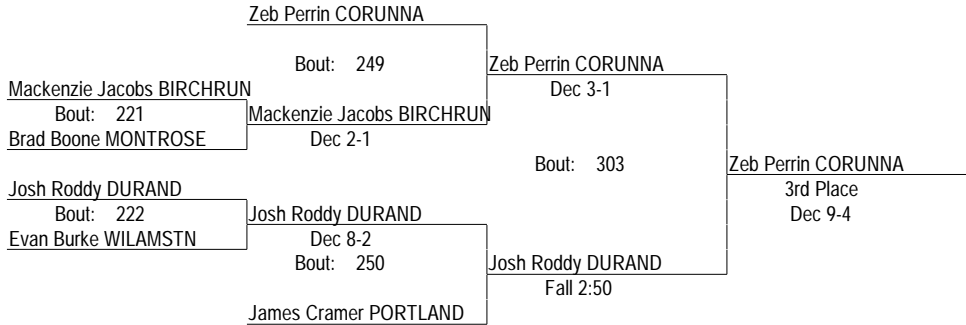 Zeb Perrin CORUNNA
Bout: 249
Zeb Perrin CORUNNA
Mackenzie Jacobs BIRCHRUN
Dec 3-1
Bout: 221
Mackenzie Jacobs BIRCHRUN
Brad Boone MONTROSE
Dec 2-1
Bout: 303
Zeb Perrin CORUNNA
Josh Roddy DURAND
3rd Place
Bout: 222
Josh Roddy DURAND
Dec 9-4
Evan Burke WILAMSTN
Dec 8-2
Bout: 250
Josh Roddy DURAND
Fall 2:50
James Cramer PORTLAND